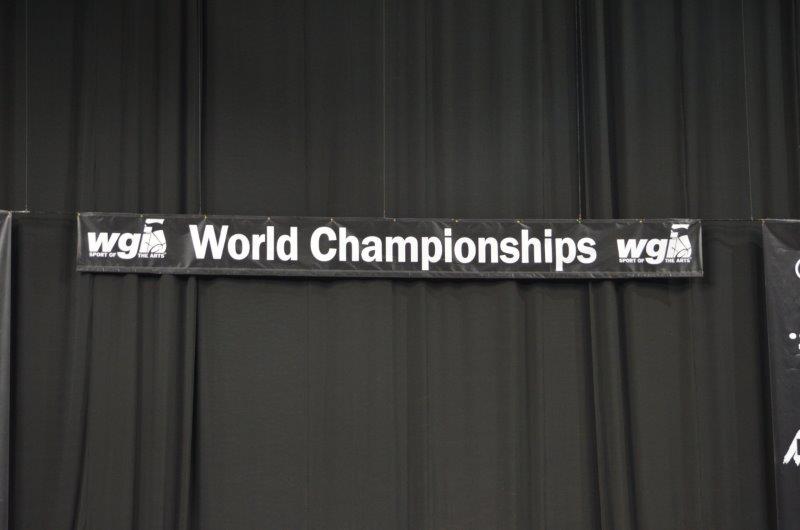 wgi World Championships wgi
SPORT OF THE ARTS SPORT OF THE ARTS